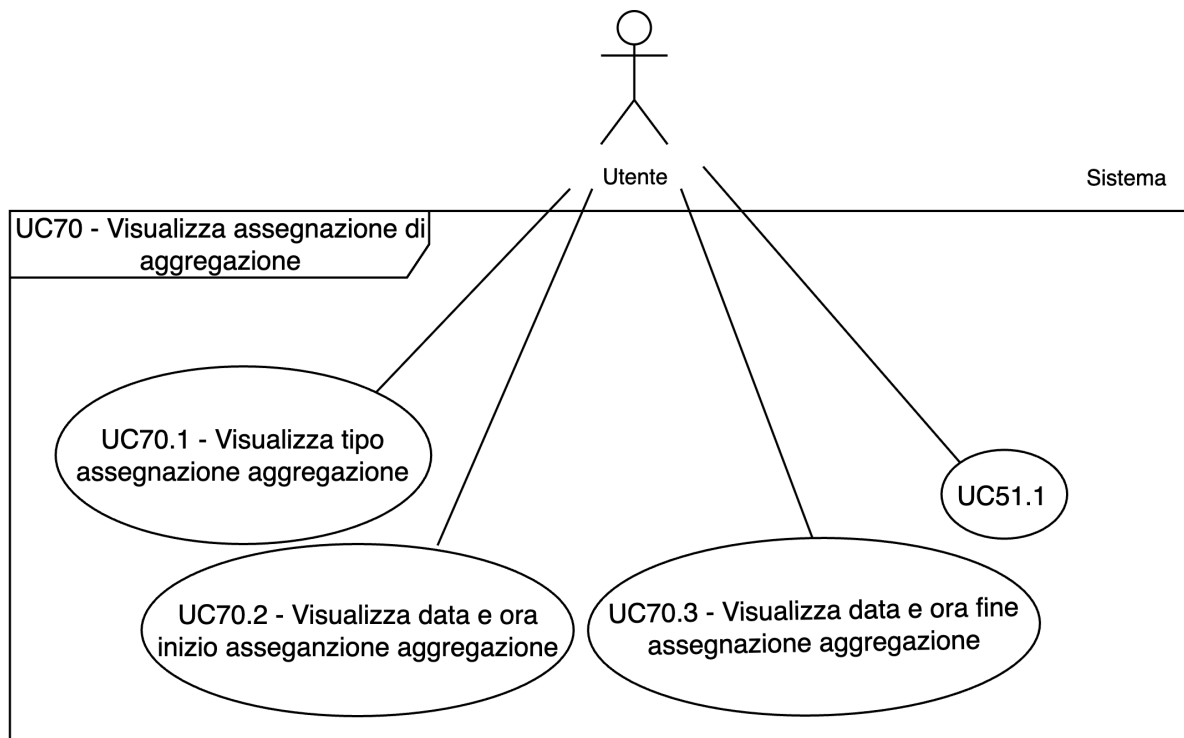 Utente
Sistema
UC70 - Visualizza assegnazione di
aggregazione
UC70.1 - Visualizza tipo
assegnazione aggregazione
UC51.1
UC70.2 - Visualizza data e ora
inizio asseganzione aggregazione
UC70.3 - Visualizza data e ora fine
assegnazione aggregazione